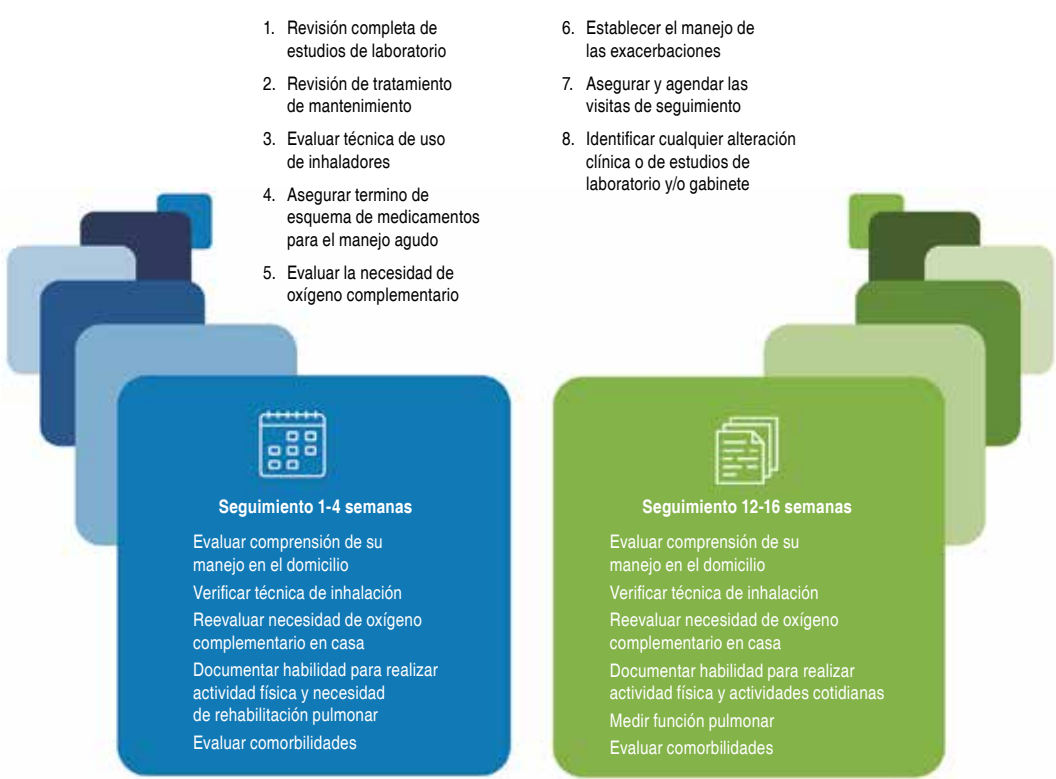 1. Revisión completa de
estudios de laboratorio
2. Revisión de tratamiento
de mantenimiento
3. Evaluar técnica de uso
de inhaladores
4. Asegurar termino de
esquema de medicamentos
para el manejo agudo
5. Evaluar la necesidad de
oxígeno complementario
6. Establecer el manejo de
las exacerbaciones
7. Asegurar y agendar las
visitas de seguimiento
8. Identificar cualquier alteración
clínica o de estudios de
laboratorio y/o gabinete
Seguimiento 1-4 semanas
Evaluar comprensión de su
manejo en el domicilio
Verificar técnica de inhalación
Reevaluar necesidad de oxígeno
complementario en casa
Documentar habilidad para realizar
actividad física y necesidad
de rehabilitación pulmonar
Evaluar comorbilidades
Seguimiento 12-16 semanas
Evaluar comprensión de su
manejo en el domicilio
Verificar técnica de inhalación
Reevaluar necesidad de oxígeno
complementario en casa
Documentar habilidad para realizar
actividad física y actividades cotidianas
Medir función pulmonar
Evaluar comorbilidades